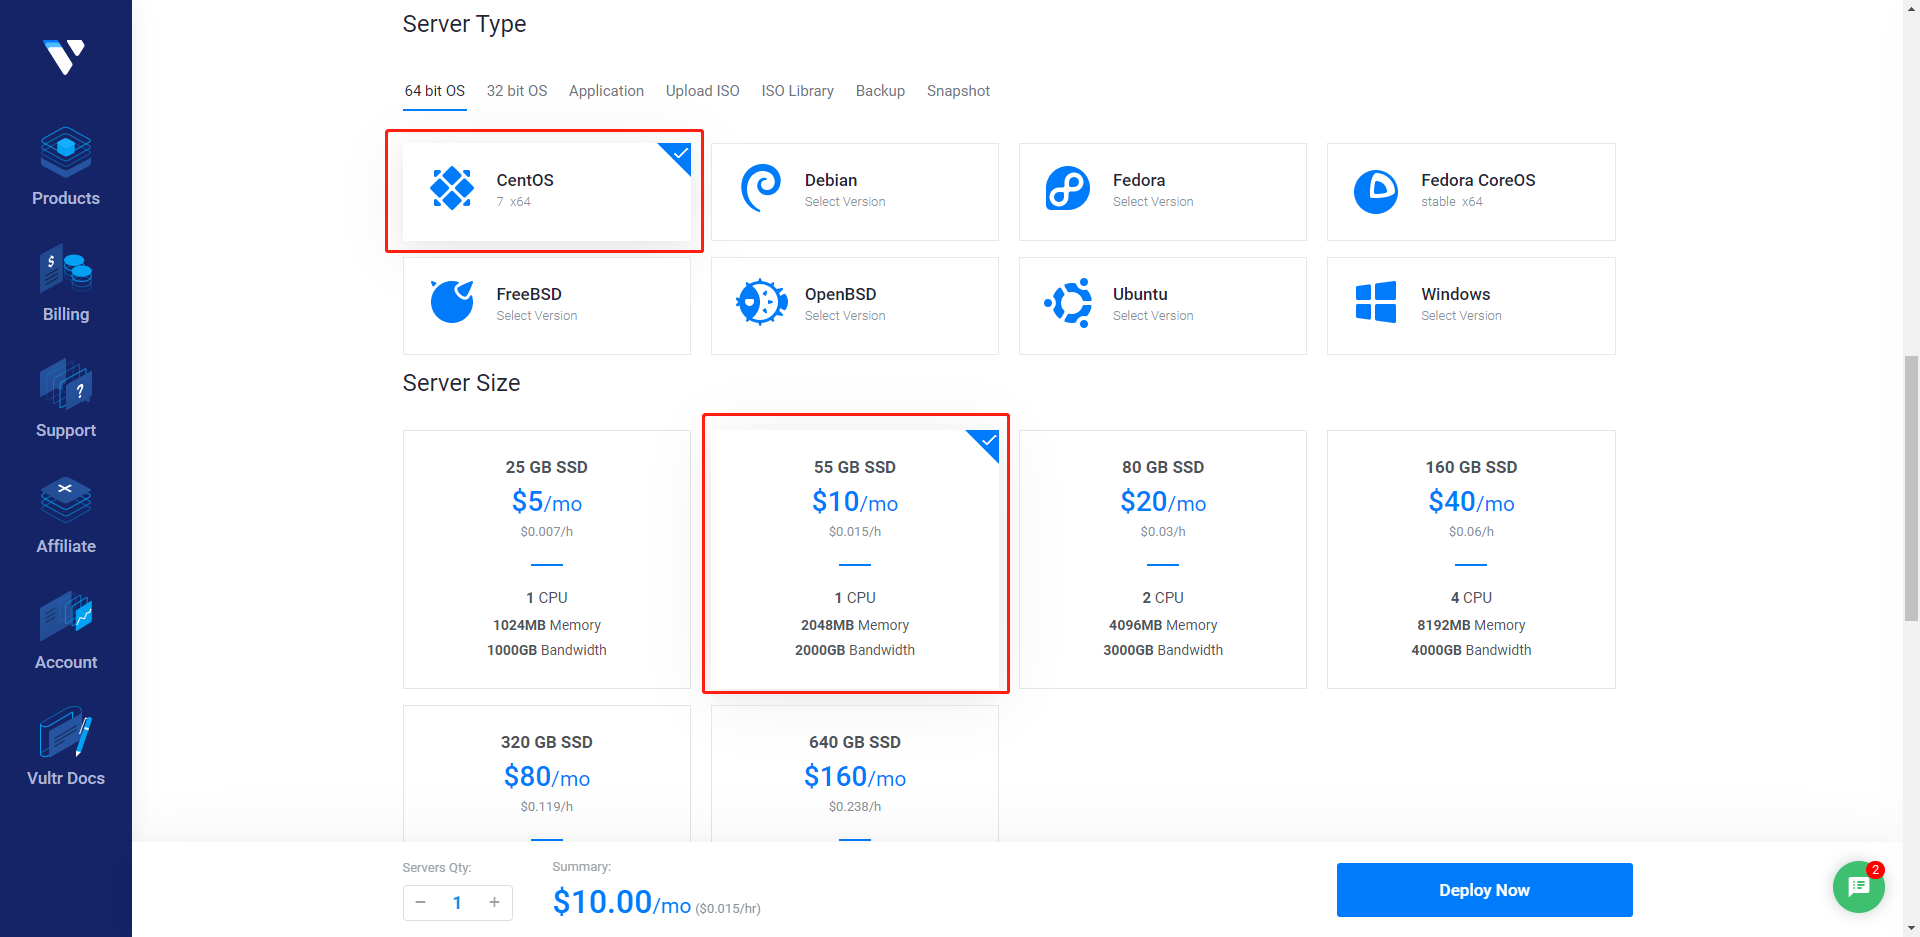 Server Type
64 bit OS 32 bit OS Application Upload ISO ISO Library Backup Snapshot
CentOS
7 x64
Debian
Select Version
Fedora
Select Version
Fedora CoreOS
stable x64
FreeBSD
Select Version
OpenBSD
Select Version
Ubuntu
Select Version
Windows
Select Version
Server Size
25 GB SSD
$5/mo
$0.007/h
1 CPU
1024MB Memory
1000GB Bandwidth
55 GB SSD
$10/mo
$0.015/h
1 CPU
2048MB Memory
2000GB Bandwidth
80 GB SSD
$20/mo
$0.03/h
2 CPU
4096MB Memory
3000GB Bandwidth
160 GB SSD
$40/mo
$0.06/h
4 CPU
8192MB Memory
4000GB Bandwidth
320 GB SSD
$80/mo
$0.119/h
640 GB SSD
$160/mo
$0.238/h
Products
$
Billing
?
Support
Affiliate
Account
Vultr Docs
Servers Qty:
− 1 +
Summary:
$10.00/mo ($0.015/hr)
Deploy Now
2